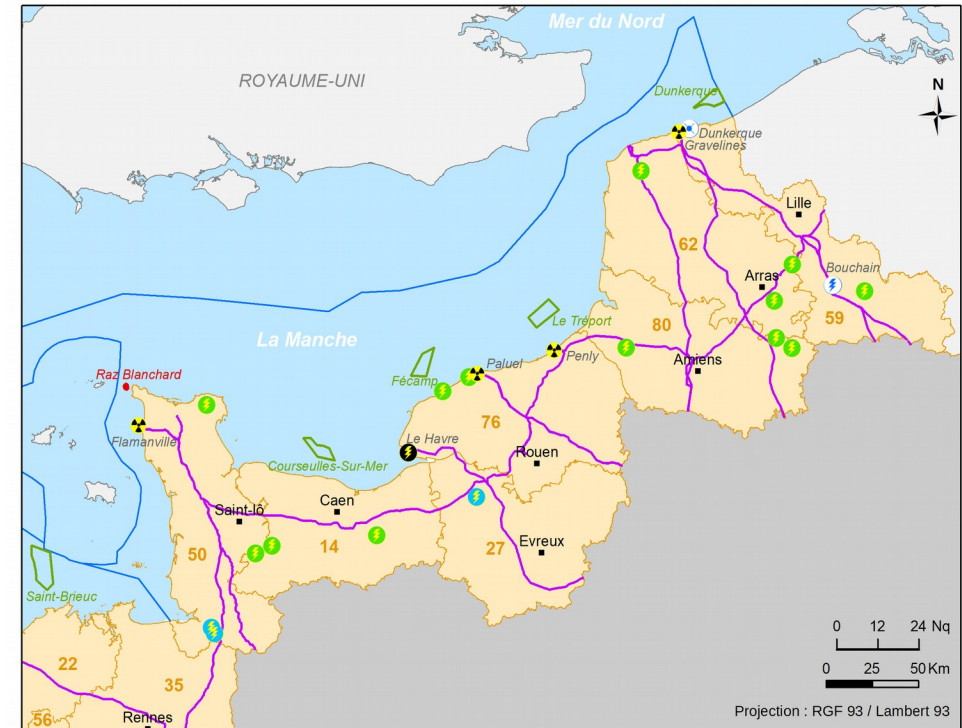 Mer du Nord
ROYAUME-UNI
Dunkerque
N
Dunkerque
Gravelines
Lille
62
Arras
Bouchain
59
La Manche
Le Tréport
80
Raz Blanchard
Fécamp
Paluel
Penly
Amiens
76
Flamanville
Le Havre
Rouen
Courseulles-Sur-Mer
Caen
Saint-lô
50
14
27
Evreux
Saint-Brieuc
0 12 24 Nq
22
0 25 50 Km
35
Projection : RGF 93 / Lambert 93
56
Rennes